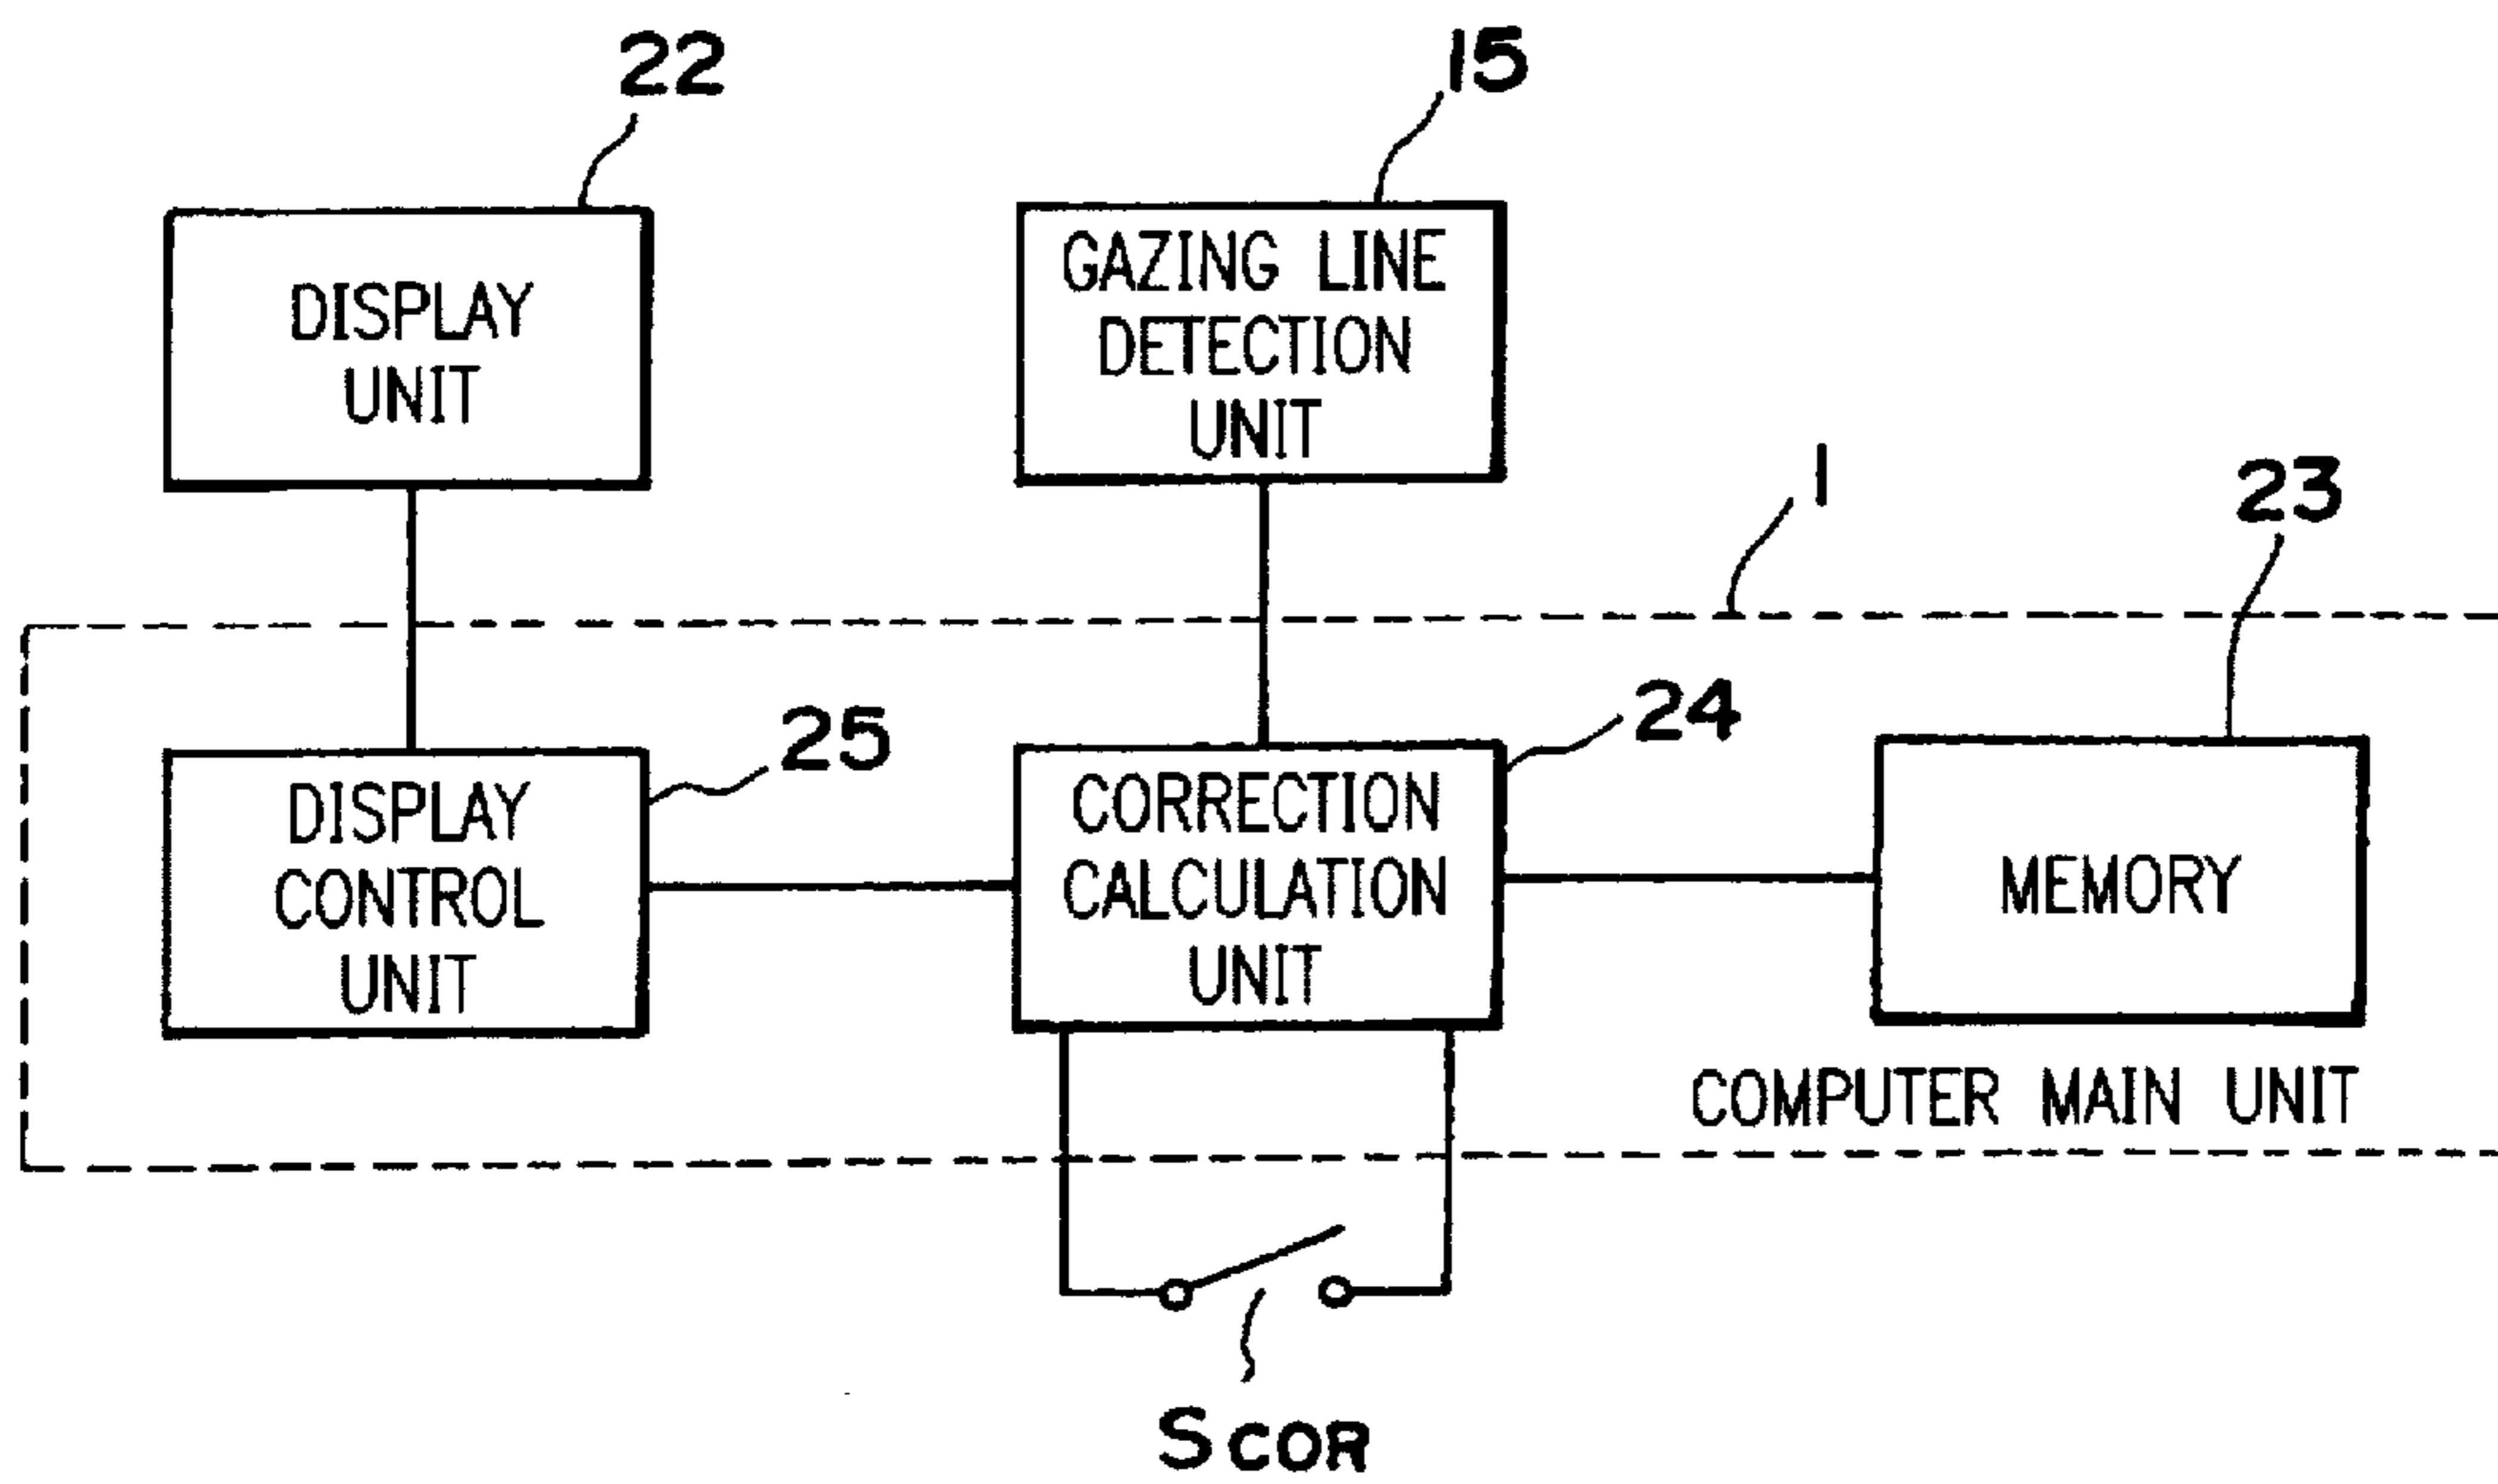 22
15
DISPLAY
UNIT
GAZING LINE
DETECTION
UNIT
1
23
25
24
DISPLAY
CONTROL
UNIT
CORRECTION
CALCULATION
UNIT
MEMORY
COMPUTER MAIN UNIT
SCOR